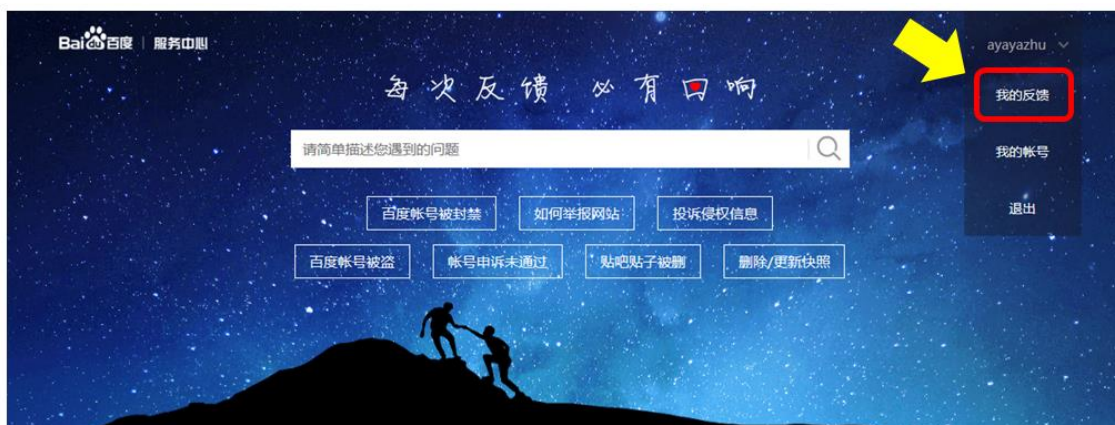 Bai du 百度 | 服务中心
ayayazhu
每次反馈 必有回响
我的反馈
请简单描述您遇到的问题
我的帐号
百度帐号被封禁 如何举报网站 投诉侵权信息
退出
百度帐号被盗 帐号申诉未通过 贴吧贴子被删 删除/更新快照